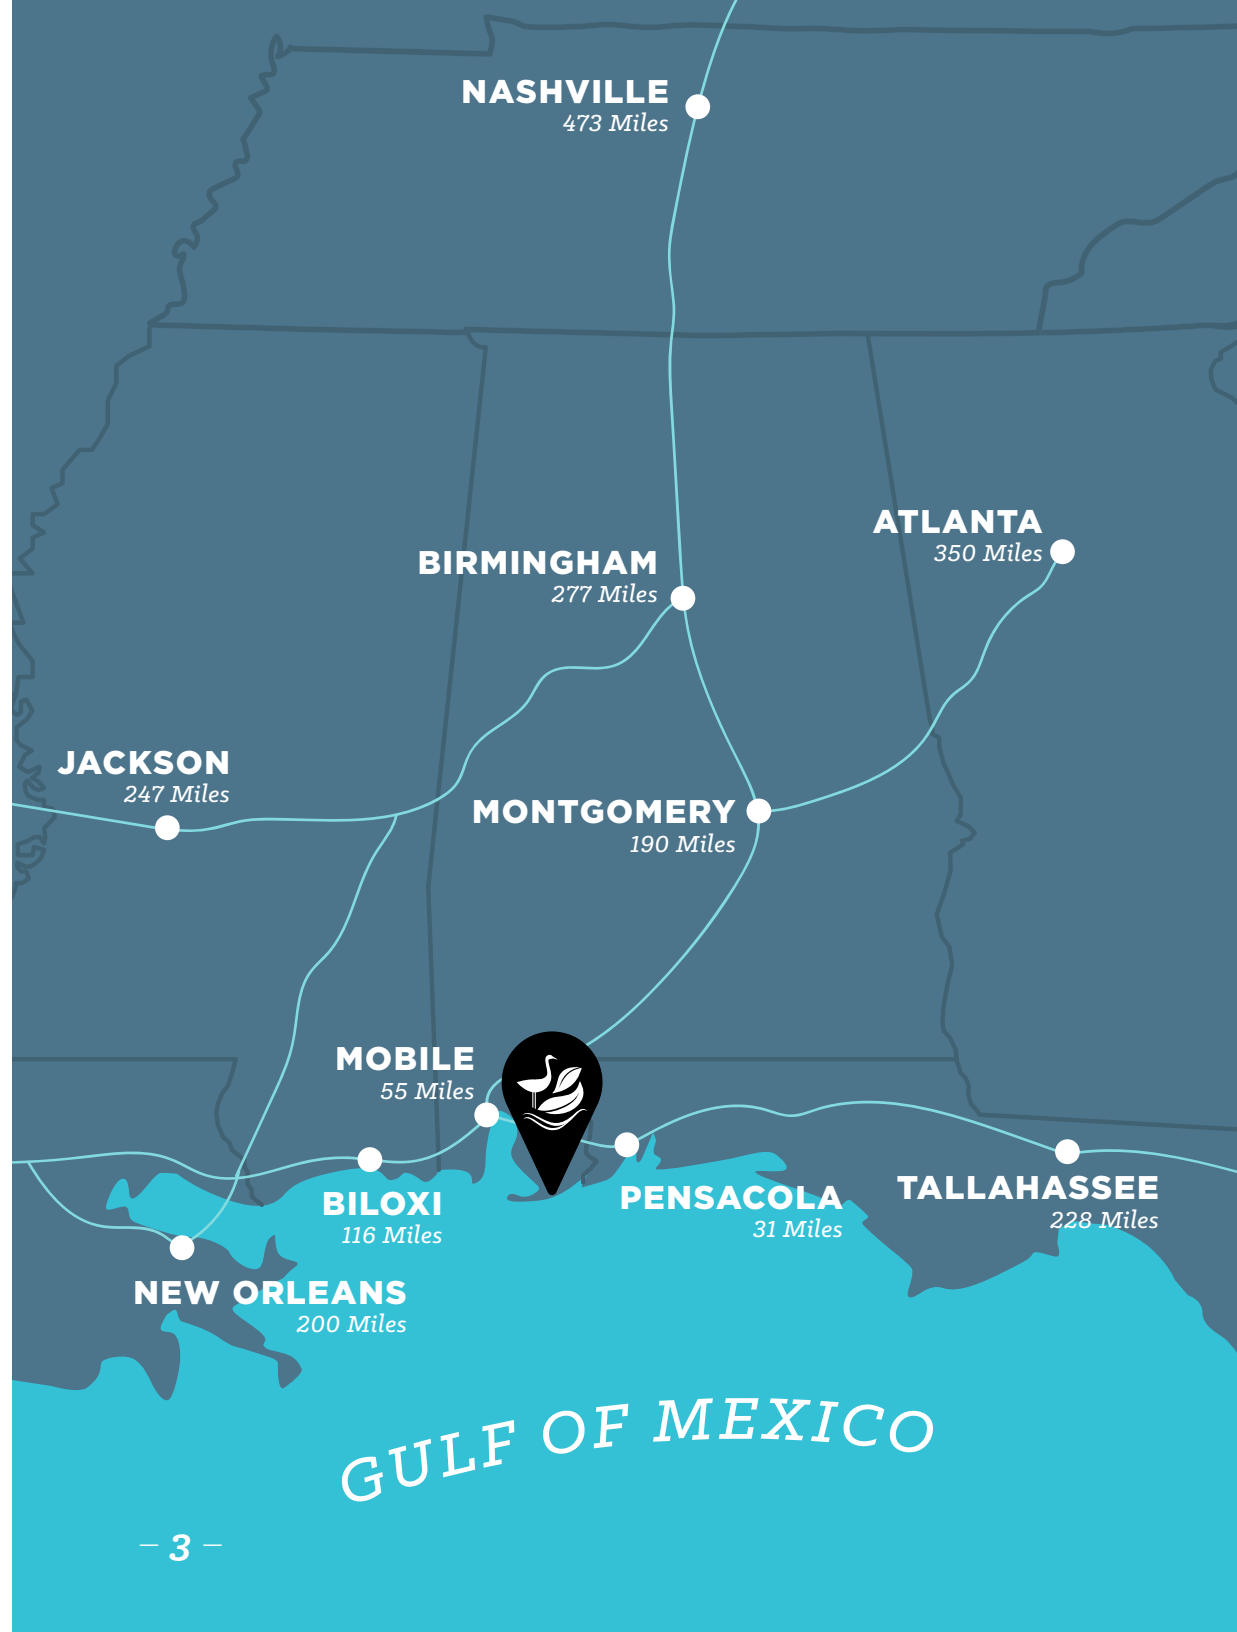 NASHVILLE
473 Miles
ATLANTA
350 Miles
BIRMINGHAM
277 Miles
JACKSON
247 Miles
MONTGOMERY
190 Miles
MOBILE
55 Miles
BILOXI
116 Miles
PENSACOLA
31 Miles
TALLAHASSEE
228 Miles
NEW ORLEANS
200 Miles
GULF OF MEXICO
– 3 –